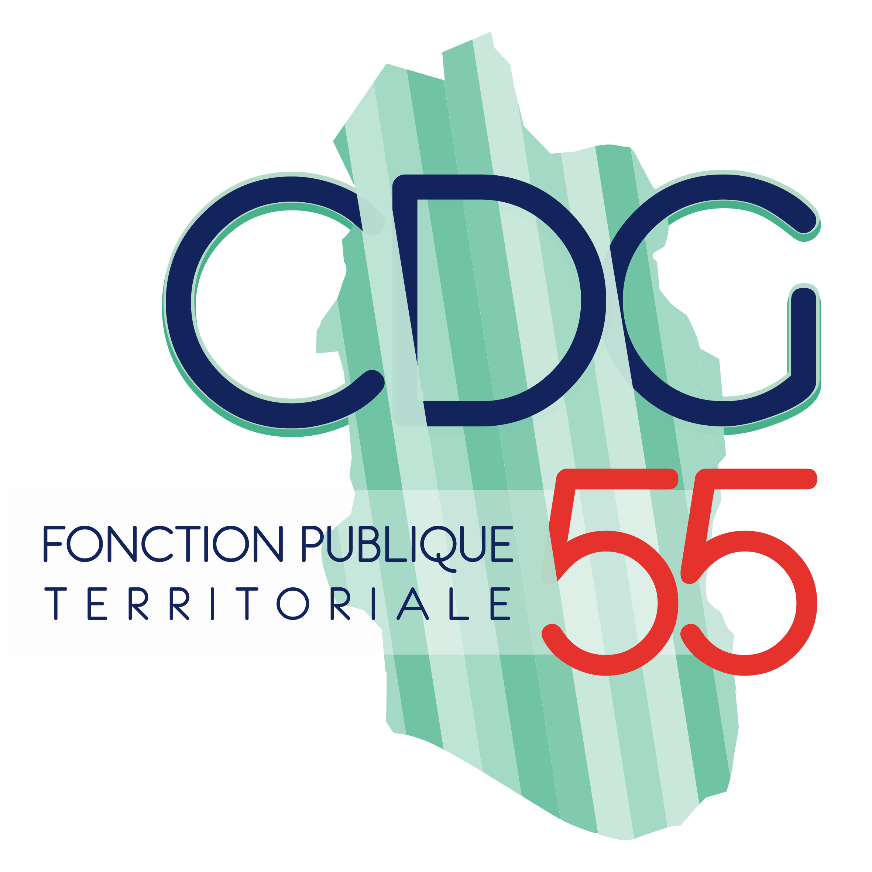 CDG
55
FONCTION PUBLIQUE
TERRITORIALE